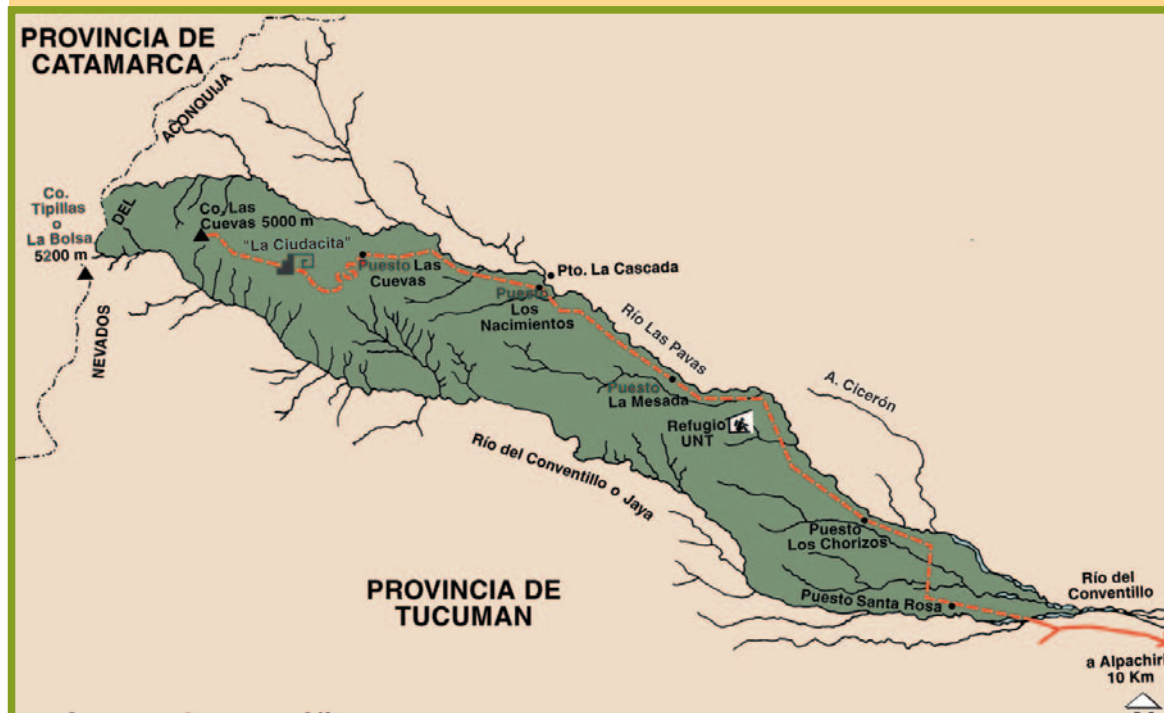 PROVINCIA DE
CATAMARCA
ACONQUIJA
DEL
NEVADOS
Co.
Tipillas
o
La Bolsa
5200 m
Co. Las
Cuevas 5000 m
"La Ciudacita"
Puesto Las
Cuevas
Pto. La Cascada
Puesto
Los
Nacimientos
Río Las Pavas
Puesto
La Mesada
A. Cicerón
Refugio
UNT
Río del Conventillo o Jaya
Puesto
Los Chorizos
PROVINCIA DE
TUCUMAN
Puesto Santa Rosa
Río del
Conventillo
a Alpachiri
10 Km